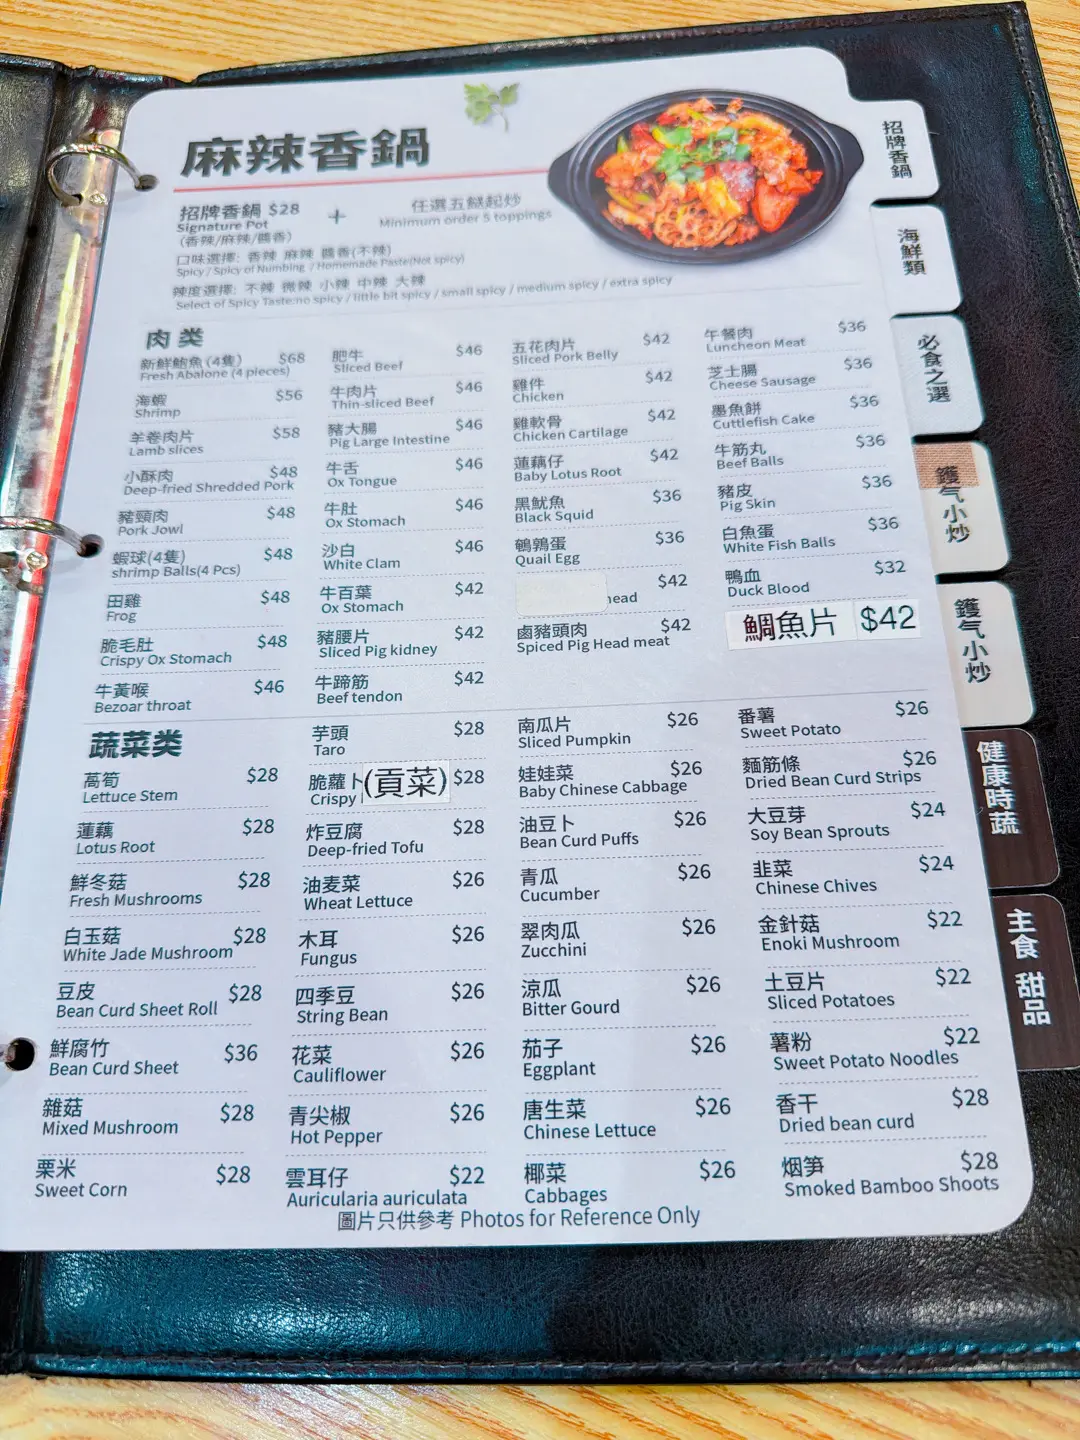 麻辣香鍋
招牌香鍋 $28
Signature Pot
(香辣/麻辣/醬香)
+
任選五餸起炒
Minimum order 5 toppings
口味選擇: 香辣 麻辣 醬香(不辣)
Spicy / Spicy of Numbing / Homemade Paste(Not spicy)
辣度選擇: 不辣 微辣 小辣 中辣 大辣
Select of Spicy Taste:no spicy / little bit spicy / small spicy / medium spicy / extra spicy
肉类
新鮮鮑魚 (4隻) $68
Fresh Abalone (4 pieces)
海蝦 $56
Shrimp
羊卷肉片 $58
Lamb slices
小酥肉 $48
Deep-fried Shredded Pork
豬頸肉 $48
Pork Jowl
蝦球(4隻) $48
shrimp Balls(4 Pcs)
田雞 $48
Frog
脆毛肚 $48
Crispy Ox Stomach
牛黃喉 $46
Bezoar throat
肥牛 $46
Sliced Beef
牛肉片 $46
Thin-sliced Beef
豬大腸 $46
Pig Large Intestine
牛舌 $46
Ox Tongue
牛肚 $46
Ox Stomach
沙白 $46
White Clam
牛百葉 $42
Ox Stomach
豬腰片 $42
Sliced Pig kidney
牛蹄筋 $42
Beef tendon
五花肉片 $42
Sliced Pork Belly
雞件 $42
Chicken
雞軟骨 $42
Chicken Cartilage
蓮藕仔 $42
Baby Lotus Root
黑魷魚 $36
Black Squid
鵪鶉蛋 $36
Quail Egg
$42
head
鹵豬頭肉 $42
Spiced Pig Head meat
午餐肉 $36
Luncheon Meat
芝士腸 $36
Cheese Sausage
墨魚餅 $36
Cuttlefish Cake
牛筋丸 $36
Beef Balls
豬皮 $36
Pig Skin
白魚蛋 $36
White Fish Balls
鴨血 $32
Duck Blood
鯛魚片 $42
蔬菜类
萵筍 $28
Lettuce Stem
蓮藕 $28
Lotus Root
鮮冬菇 $28
Fresh Mushrooms
白玉菇 $28
White Jade Mushroom
豆皮 $28
Bean Curd Sheet Roll
鮮腐竹 $36
Bean Curd Sheet
雜菇 $28
Mixed Mushroom
栗米 $28
Sweet Corn
芋頭 $28
Taro
脆蘿卜(貢菜) $28
Crispy
炸豆腐 $28
Deep-fried Tofu
油麦菜 $26
Wheat Lettuce
木耳 $26
Fungus
四季豆 $26
String Bean
花菜 $26
Cauliflower
青尖椒 $26
Hot Pepper
雲耳仔 $22
Auricularia auriculata
南瓜片 $26
Sliced Pumpkin
娃娃菜 $26
Baby Chinese Cabbage
油豆卜 $26
Bean Curd Puffs
青瓜 $26
Cucumber
翠肉瓜 $26
Zucchini
涼瓜 $26
Bitter Gourd
茄子 $26
Eggplant
唐生菜 $26
Chinese Lettuce
椰菜 $26
Cabbages
番薯 $26
Sweet Potato
麵筋條 $26
Dried Bean Curd Strips
大豆芽 $24
Soy Bean Sprouts
韭菜 $24
Chinese Chives
金針菇 $22
Enoki Mushroom
土豆片 $22
Sliced Potatoes
薯粉 $22
Sweet Potato Noodles
香干 $28
Dried bean curd
烟笋 $28
Smoked Bamboo Shoots
圖片只供參考 Photos for Reference Only
招牌香鍋
海鮮類
必食之選
鑊气小炒
鑊气小炒
健康時蔬
主食 甜品